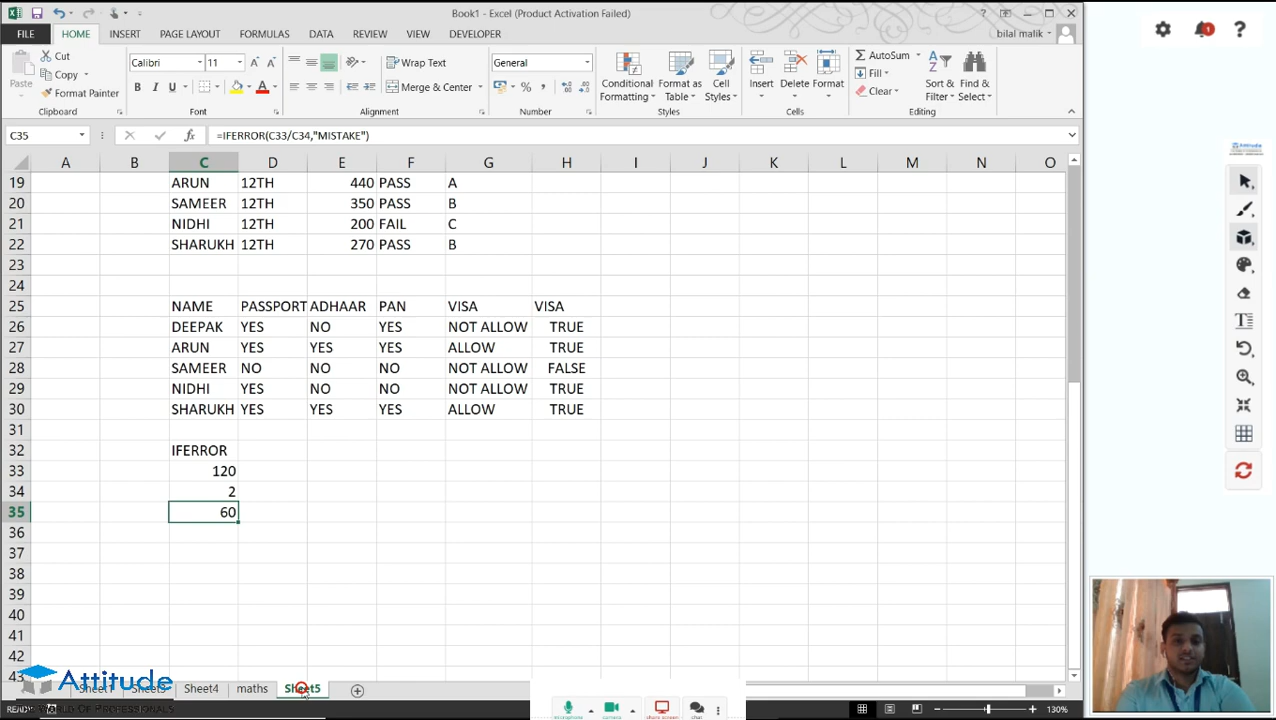 Book1 - Excel (Product Activation Failed)
FILE HOME INSERT PAGE LAYOUT FORMULAS DATA REVIEW VIEW DEVELOPER bilal malik
Cut
Copy
Format Painter
Paste
Clipboard
Calibri 11
B I U
Font
Wrap Text
Merge & Center
Alignment
General
Number
Conditional Formatting
Format as Table
Cell Styles
Styles
Insert Delete Format
Cells
AutoSum
Fill
Clear
Sort & Filter
Find & Select
Editing
C35 =IFERROR(C33/C34,"MISTAKE")
A B C D E F G H I J K L M N O
19 ARUN 12TH 440 PASS A
20 SAMEER 12TH 350 PASS B
21 NIDHI 12TH 200 FAIL C
22 SHARUKH 12TH 270 PASS B
23
24
25 NAME PASSPORT ADHAAR PAN VISA VISA
26 DEEPAK YES NO YES NOT ALLOW TRUE
27 ARUN YES YES YES ALLOW TRUE
28 SAMEER NO NO NO NOT ALLOW FALSE
29 NIDHI YES NO NO NOT ALLOW TRUE
30 SHARUKH YES YES YES ALLOW TRUE
31
32 IFERROR
33 120
34 2
35 60
36
37
38
39
40
41
42
43
Attitude
Sheet4 maths Sheet5
microphone camera share screen chat
130%
1
Attitude